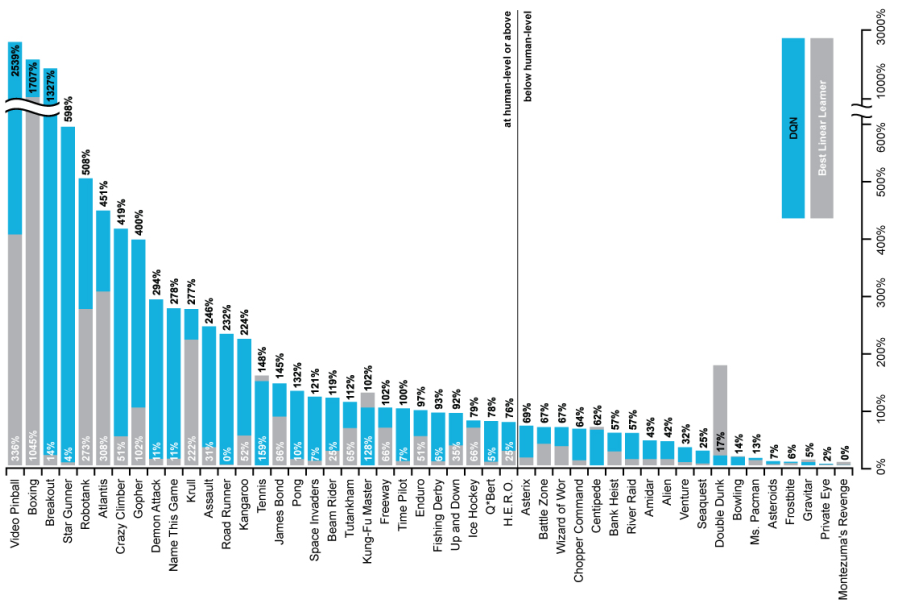 at human-level or above
below human-level
DQN
Best Linear Learner
3000%
1000%
600%
500%
400%
300%
200%
100%
0%
2539%
1707%
1327%
598%
508%
451%
419%
400%
294%
278%
277%
246%
232%
224%
148%
145%
132%
121%
119%
112%
102%
102%
100%
97%
93%
92%
79%
78%
76%
69%
67%
67%
64%
62%
57%
57%
43%
42%
32%
25%
17%
14%
13%
7%
6%
5%
2%
0%
336%
1045%
14%
4%
273%
308%
51%
102%
11%
11%
222%
31%
0%
52%
159%
86%
10%
7%
25%
65%
128%
66%
7%
51%
6%
35%
66%
5%
25%
Video Pinball
Boxing
Breakout
Star Gunner
Robotank
Atlantis
Crazy Climber
Gopher
Demon Attack
Name This Game
Krull
Assault
Road Runner
Kangaroo
Tennis
James Bond
Pong
Space Invaders
Beam Rider
Tutankham
Kung-Fu Master
Freeway
Time Pilot
Enduro
Fishing Derby
Up and Down
Ice Hockey
Q*Bert
H.E.R.O.
Asterix
Battle Zone
Wizard of Wor
Chopper Command
Centipede
Bank Heist
River Raid
Amidar
Alien
Venture
Seaquest
Double Dunk
Bowling
Ms. Pacman
Asteroids
Frostbite
Gravitar
Private Eye
Montezuma's Revenge